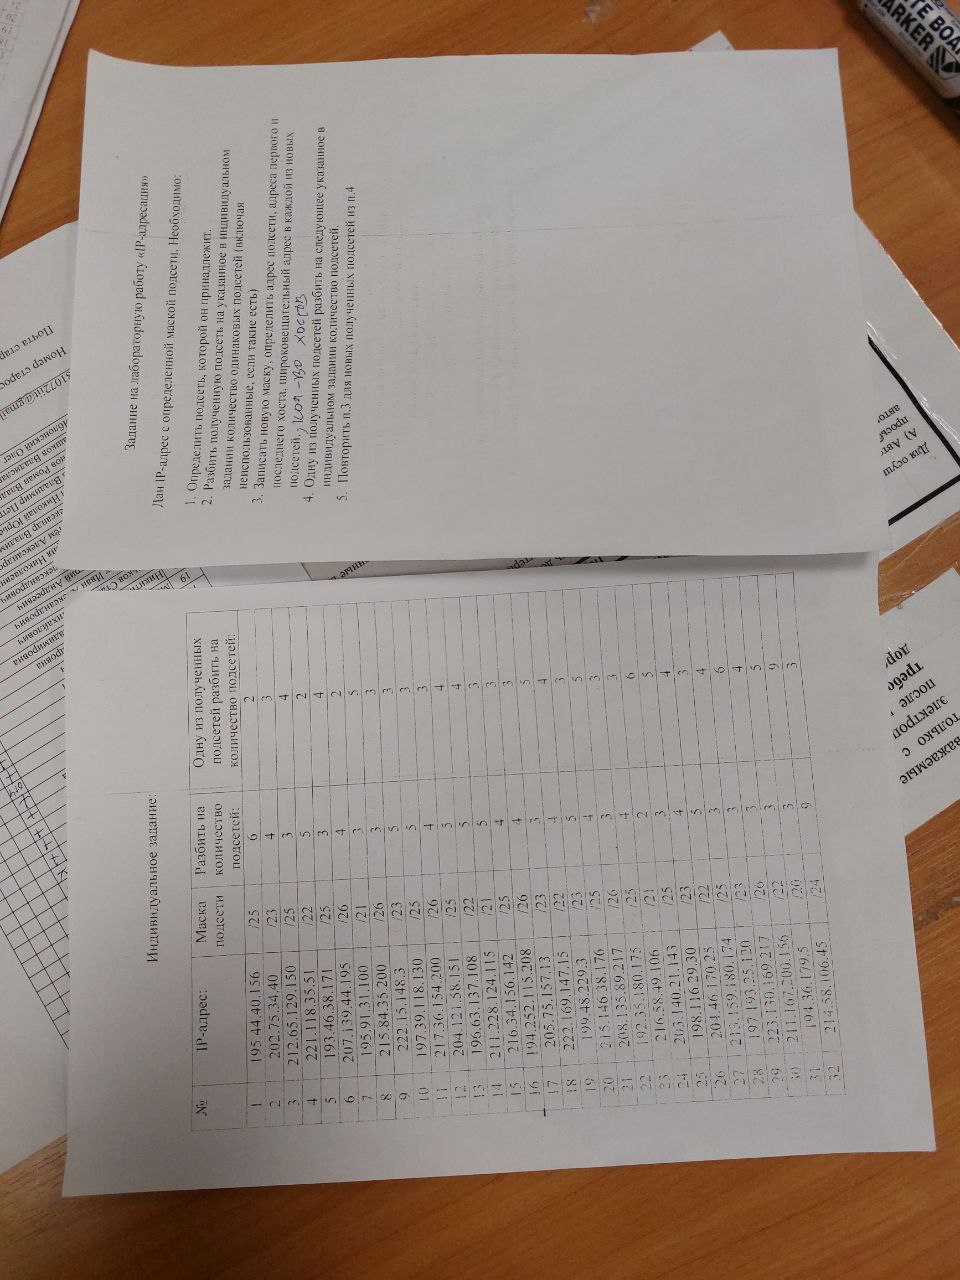 Задание на лабораторную работу «IP-адресация»
Дан IP-адрес с определенной маской подсети. Необходимо:
1. Определить подсеть, которой он принадлежит.
2. Разбить полученную подсеть на указанное в индивидуальном
задании количество одинаковых подсетей (включая
неиспользованные, если такие есть)
3. Записать новую маску, определить адрес подсети, адреса первого и
последнего хоста, широковещательный адрес в каждой из новых
подсетей., кол-во хостов
4. Одну из полученных подсетей разбить на следующее указанное в
индивидуальном задании количество подсетей.
5. Повторить п.3 для новых полученных подсетей из п.4
Индивидуальное задание:
№ IP-адрес: Маска подсети Разбить на количество подсетей: Одну из полученных подсетей разбить на количество подсетей:
1 195.44.40.156 /25 6 2
2 202.75.34.40 /23 4 3
3 212.65.129.150 /25 3 4
4 221.118.35.51 /22 5 2
5 193.46.38.171 /25 3 4
6 207.139.44.195 /26 4 2
7 195.91.31.100 /21 3 5
8 215.84.35.200 /26 3 3
9 222.15.148.3 /23 5 3
10 197.39.118.130 /25 5 3
11 217.36.154.200 /26 4 3
12 204.121.58.151 /25 5 4
13 196.63.137.108 /22 5 4
14 211.228.124.115 /21 5 3
15 216.34.156.142 /25 4 3
16 194.252.115.208 /26 4 3
17 205.75.157.13 /23 3 5
18 222.169.147.15 /22 4 4
19 199.48.229.3 /23 5 3
20 215.146.38.176 /25 4 5
21 208.135.89.217 /26 3 3
22 192.35.180.175 /25 4 3
23 216.58.49.106 /21 2 6
24 203.140.21.143 /25 3 5
25 198.116.29.30 /23 4 4
26 204.46.170.25 /22 5 3
27 213.159.180.174 /25 3 4
28 197.193.25.120 /23 3 6
29 223.130.169.217 /26 3 4
30 211.167.200.156 /22 3 5
31 194.36.179.5 /20 3 9
32 214.58.106.45 /24 9 3